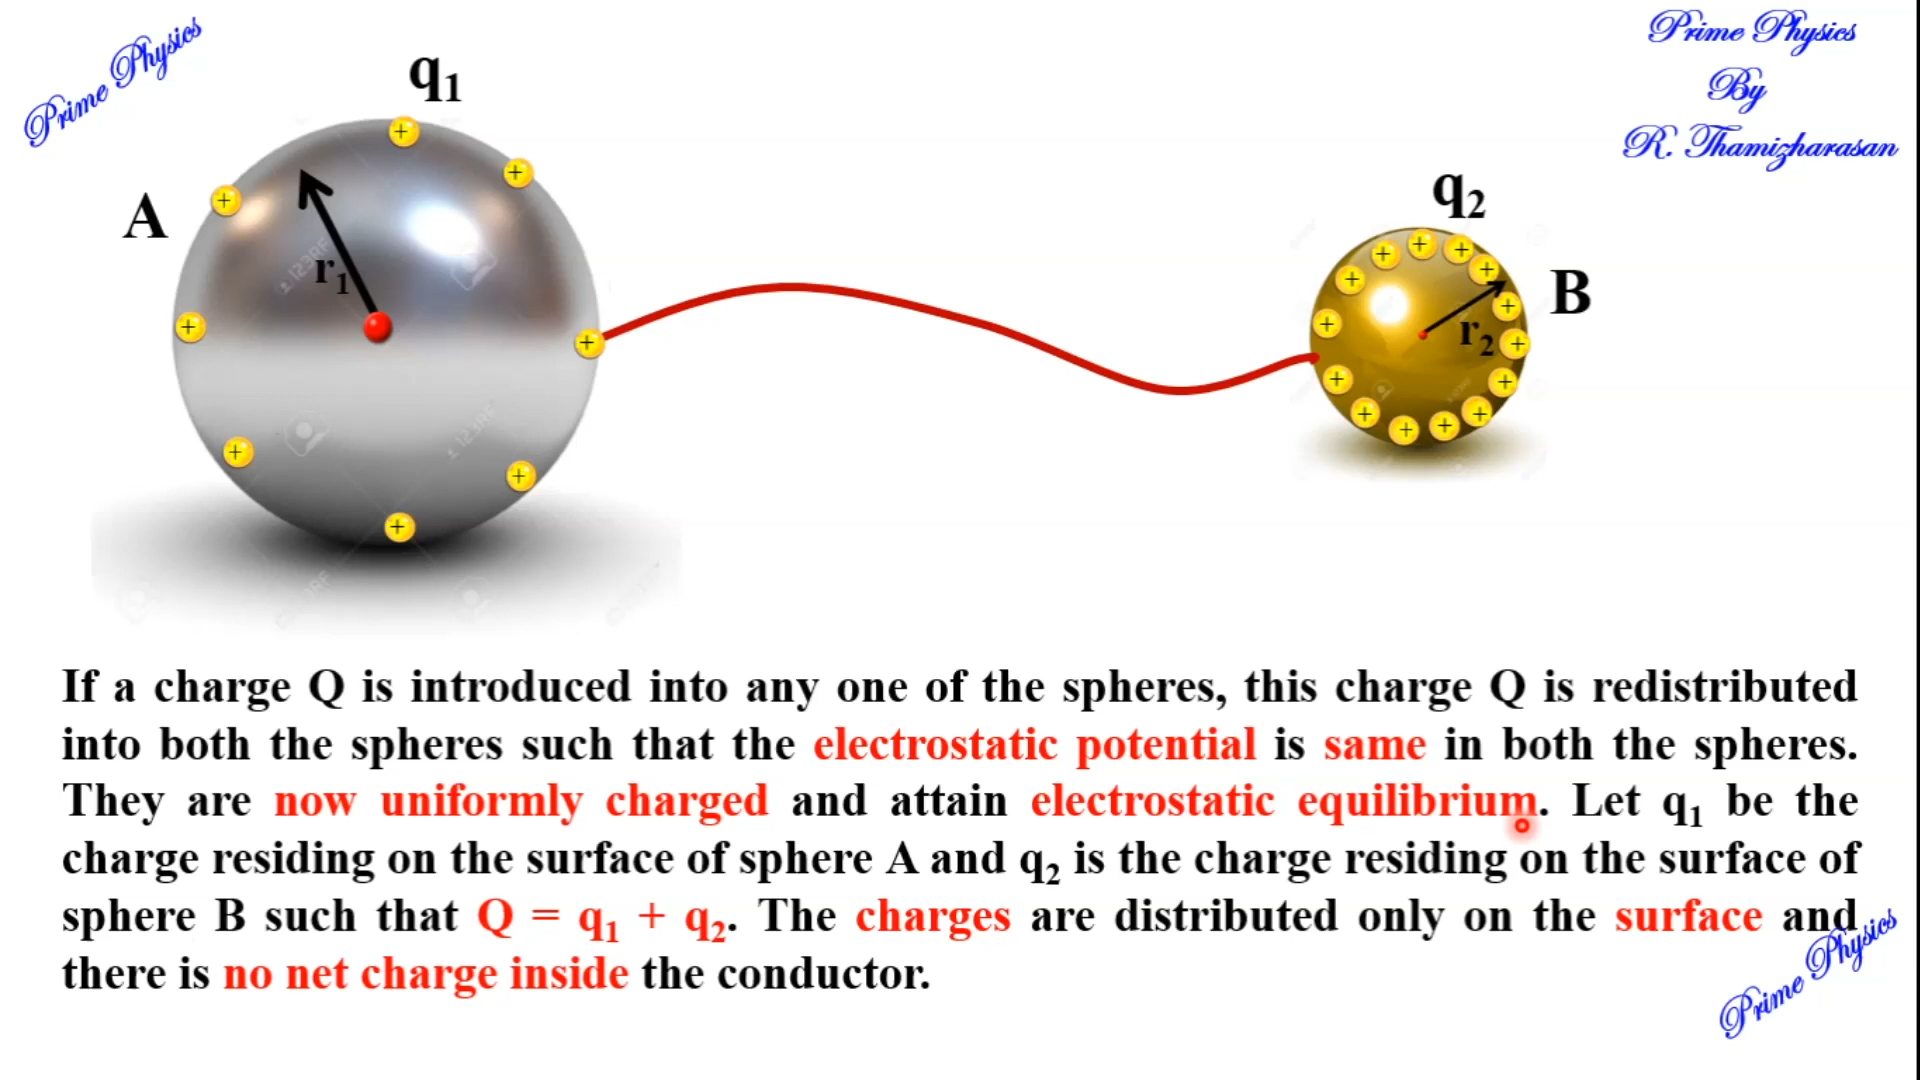 Prime Physics
Prime Physics
By
R. Thamizharasan
q1
A
r1
q2
B
r2
If a charge Q is introduced into any one of the spheres, this charge Q is redistributed
into both the spheres such that the electrostatic potential is same in both the spheres.
They are now uniformly charged and attain electrostatic equilibrium. Let q1 be the
charge residing on the surface of sphere A and q2 is the charge residing on the surface of
sphere B such that Q = q1 + q2. The charges are distributed only on the surface and
there is no net charge inside the conductor.
Prime Physics